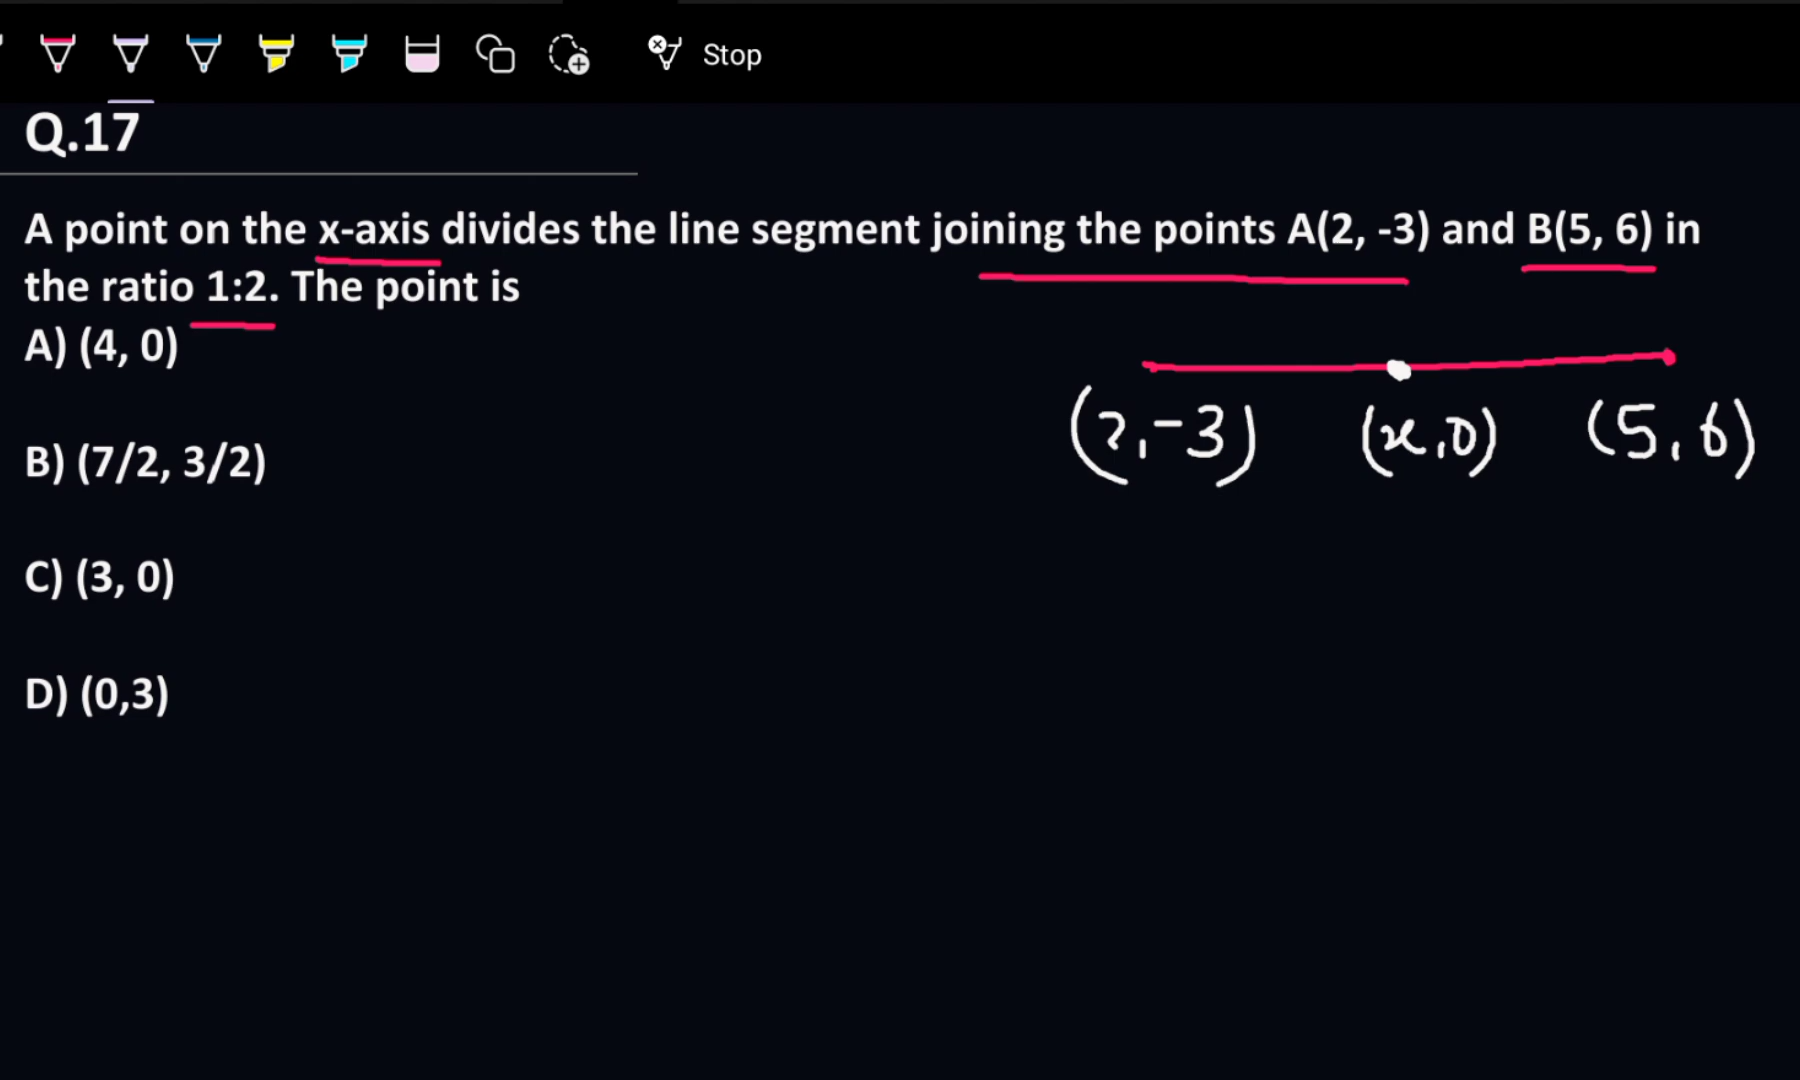 Stop
Q.17
A point on the x-axis divides the line segment joining the points A(2, -3) and B(5, 6) in
the ratio 1:2. The point is
A) (4, 0)
(2,-3) (x,0) (5,6)
B) (7/2, 3/2)
C) (3, 0)
D) (0,3)